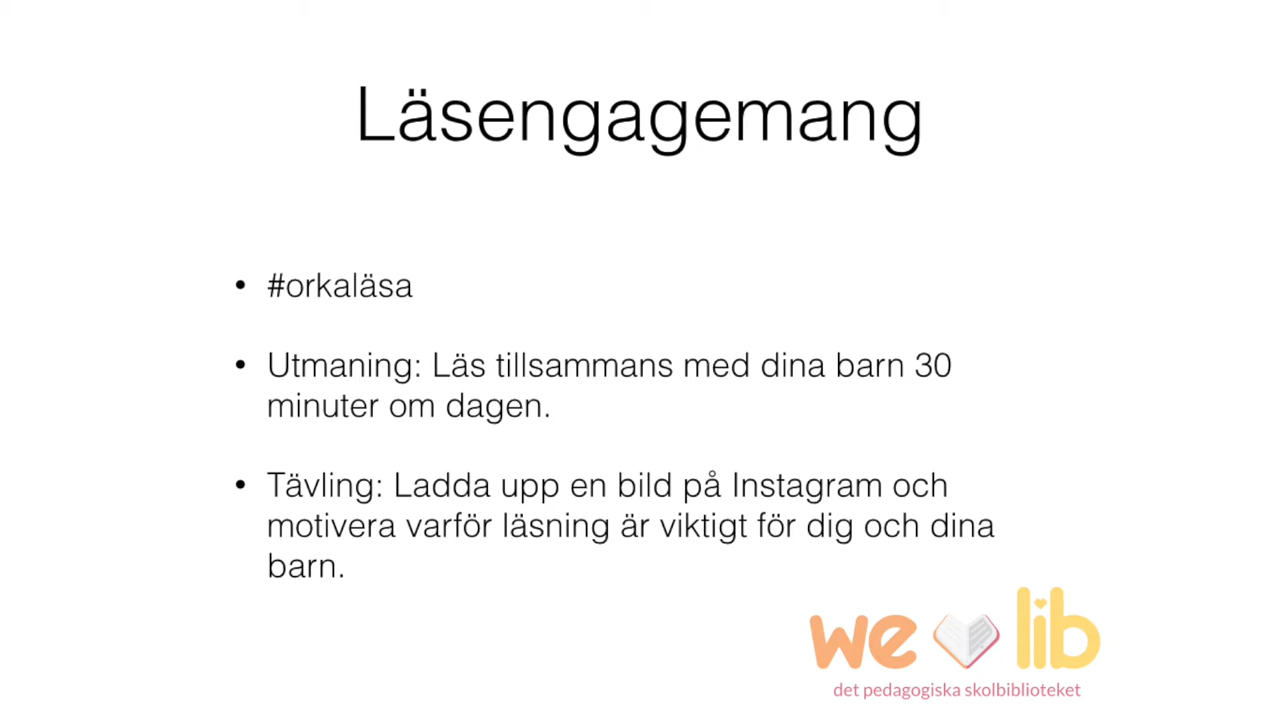 Läsengagemang
• #orkaläsa
• Utmaning: Läs tillsammans med dina barn 30
minuter om dagen.
• Tävling: Ladda upp en bild på Instagram och
motivera varför läsning är viktigt för dig och dina
barn.
we lib
det pedagogiska skolbiblioteket